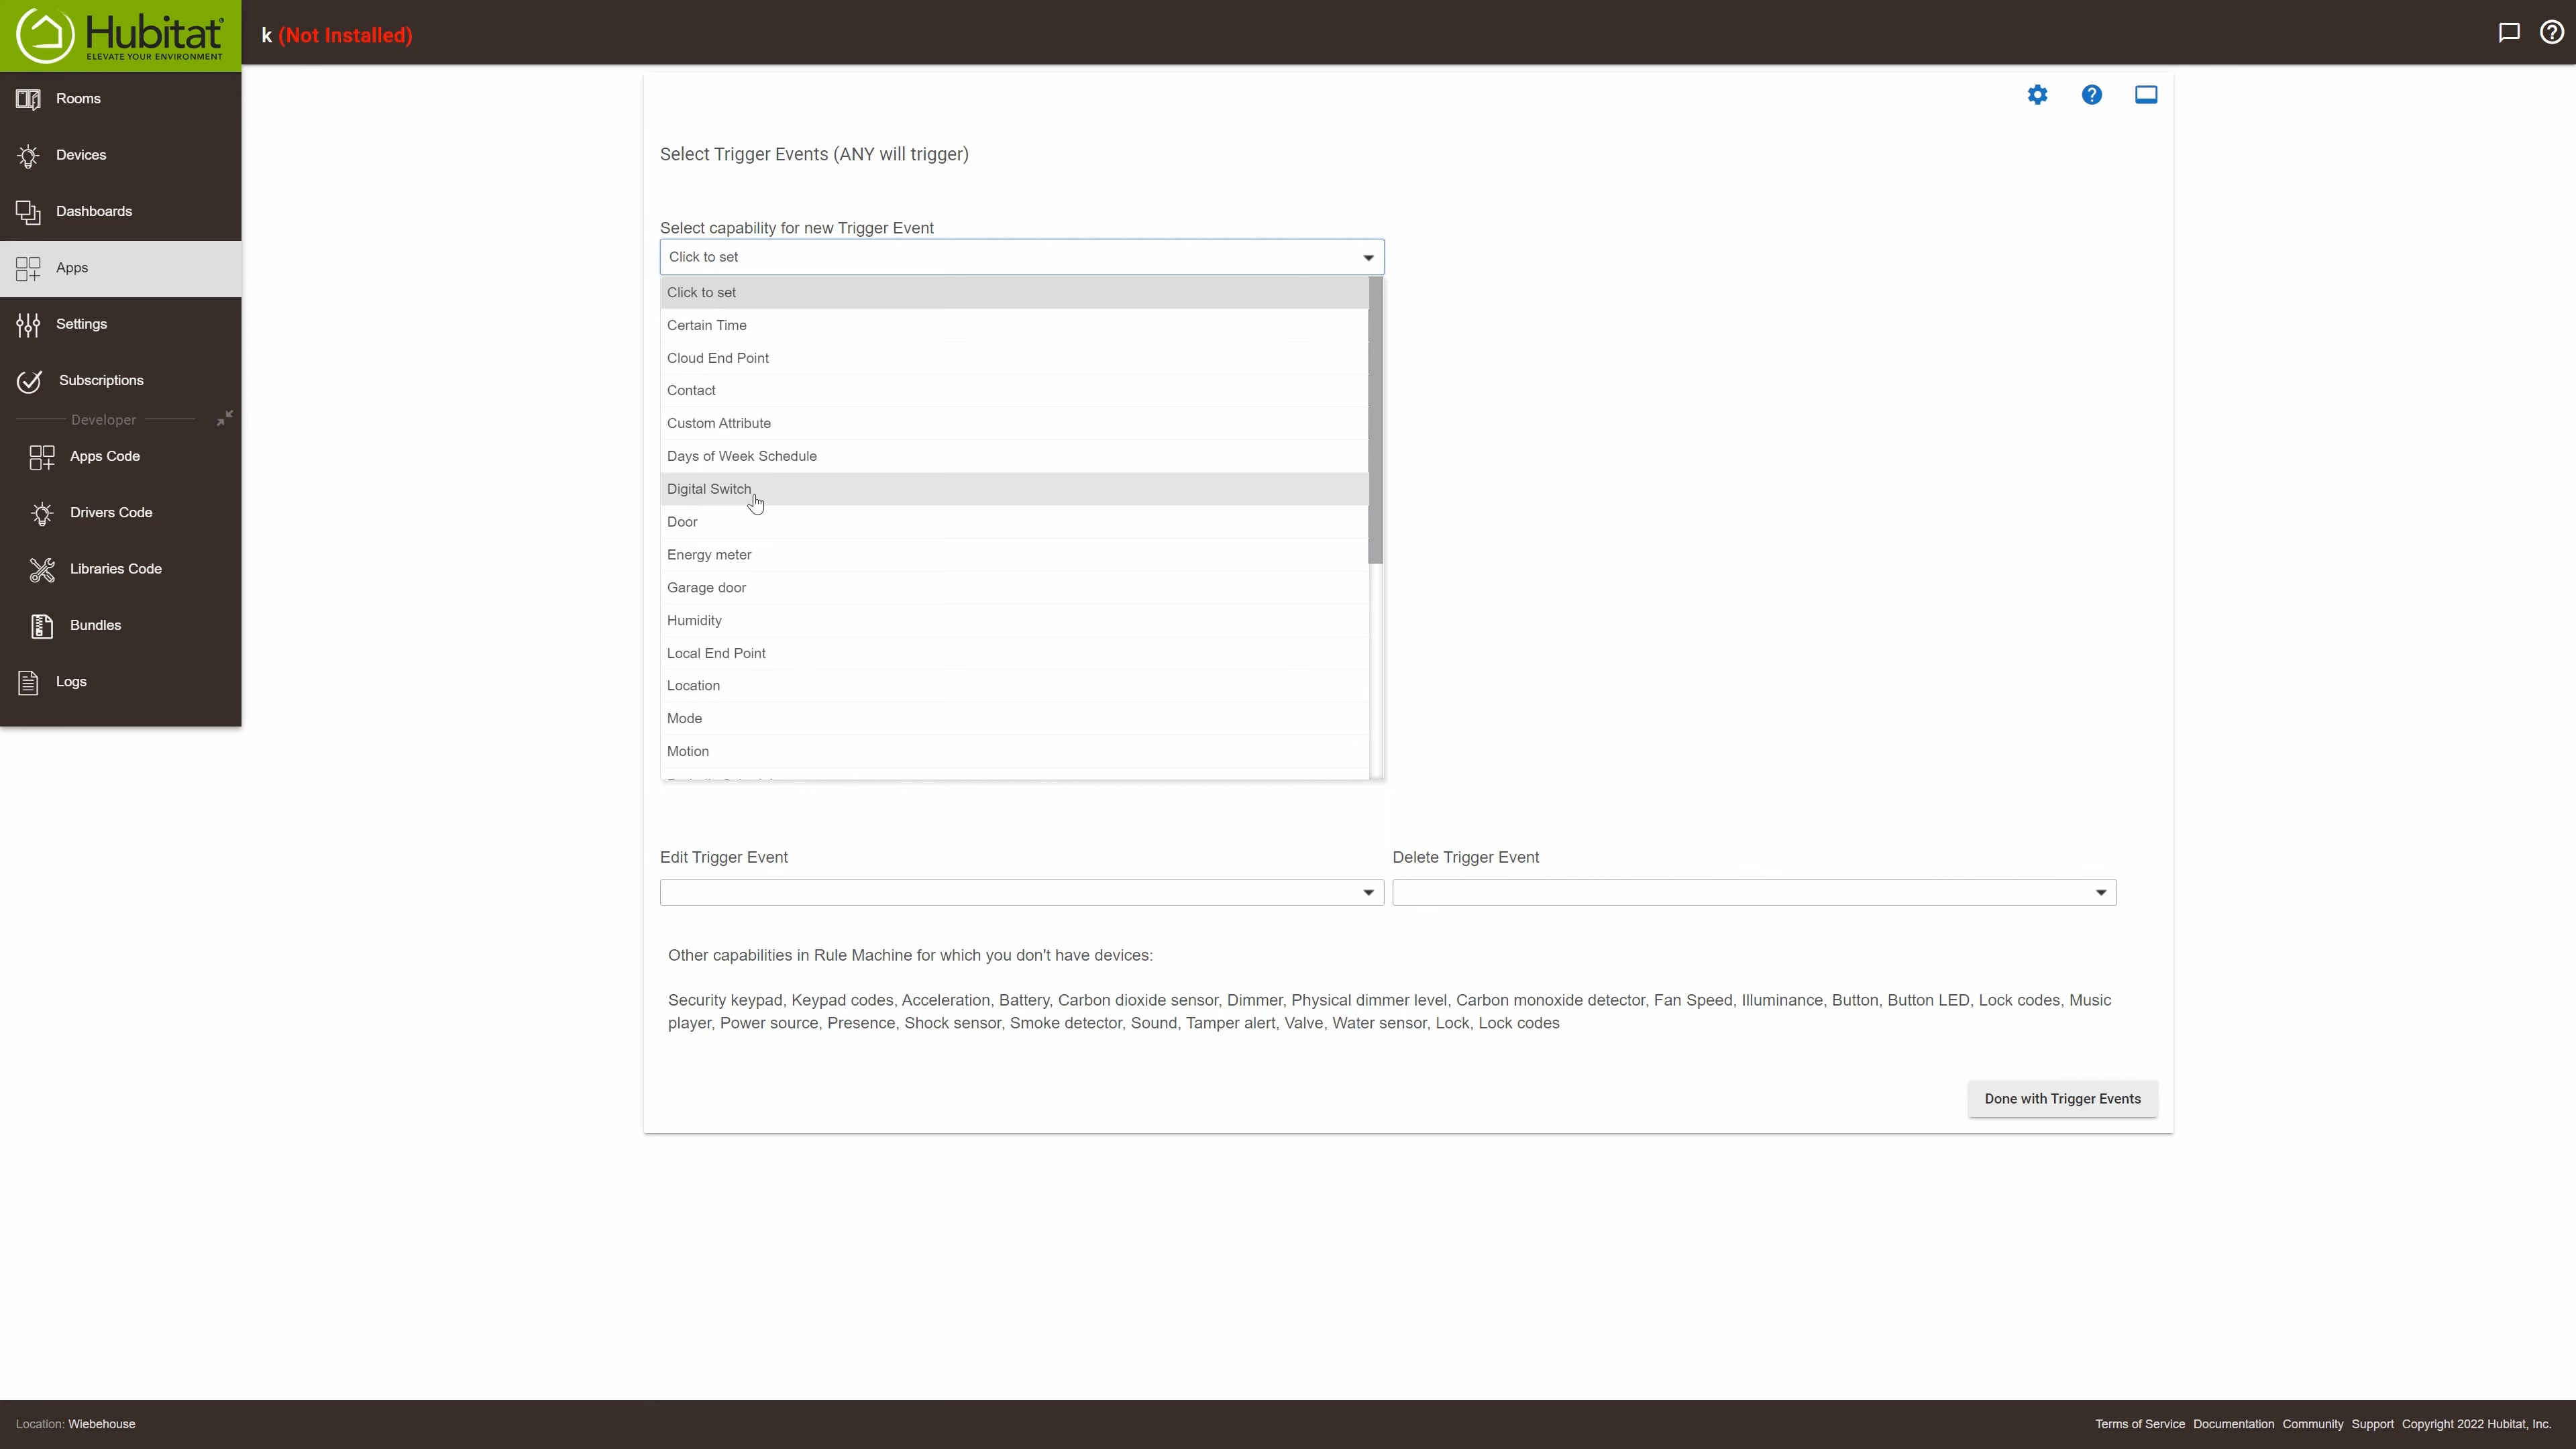 Hubitat
ELEVATE YOUR ENVIRONMENT
k (Not Installed)
Rooms
Devices
Dashboards
Apps
Settings
Subscriptions
Developer
Apps Code
Drivers Code
Libraries Code
Bundles
Logs
Select Trigger Events (ANY will trigger)
Select capability for new Trigger Event
Click to set
Click to set
Certain Time
Cloud End Point
Contact
Custom Attribute
Days of Week Schedule
Digital Switch
Door
Energy meter
Garage door
Humidity
Local End Point
Location
Mode
Motion
Edit Trigger Event
Delete Trigger Event
Other capabilities in Rule Machine for which you don't have devices:
Security keypad, Keypad codes, Acceleration, Battery, Carbon dioxide sensor, Dimmer, Physical dimmer level, Carbon monoxide detector, Fan Speed, Illuminance, Button, Button LED, Lock codes, Music
player, Power source, Presence, Shock sensor, Smoke detector, Sound, Tamper alert, Valve, Water sensor, Lock, Lock codes
Done with Trigger Events
Location: Wiebehouse
Terms of Service Documentation Community Support Copyright 2022 Hubitat, Inc.